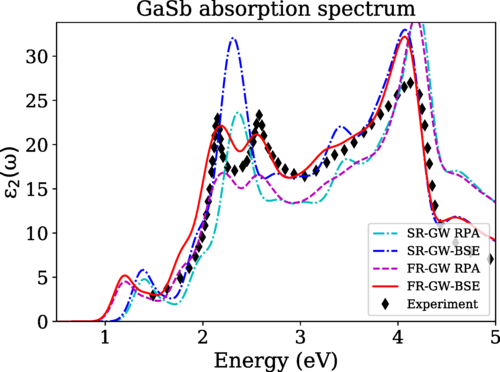 GaSb absorption spectrum
ε₂(ω)
30
25
20
15
10
5
0
1
2
3
4
5
Energy (eV)
SR-GW RPA
SR-GW-BSE
FR-GW RPA
FR-GW-BSE
Experiment